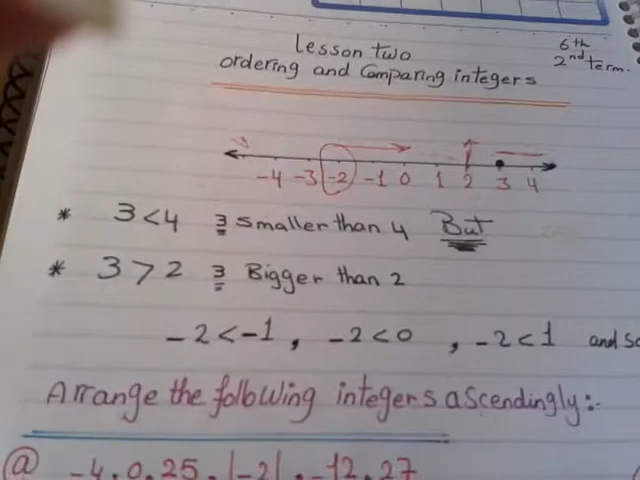 Lesson two
6th
2nd term.
ordering and Comparing integers
-4 -3 -2 -1 0 1 2 3 4
* 3<4 3 Smaller than 4 But
* 3>2 3 Bigger than 2
-2<-1, -2<0, -2<1 and so
Arrange the following integers ascendingly:-
@ -4, 0, 25, |-2|, -12, 27